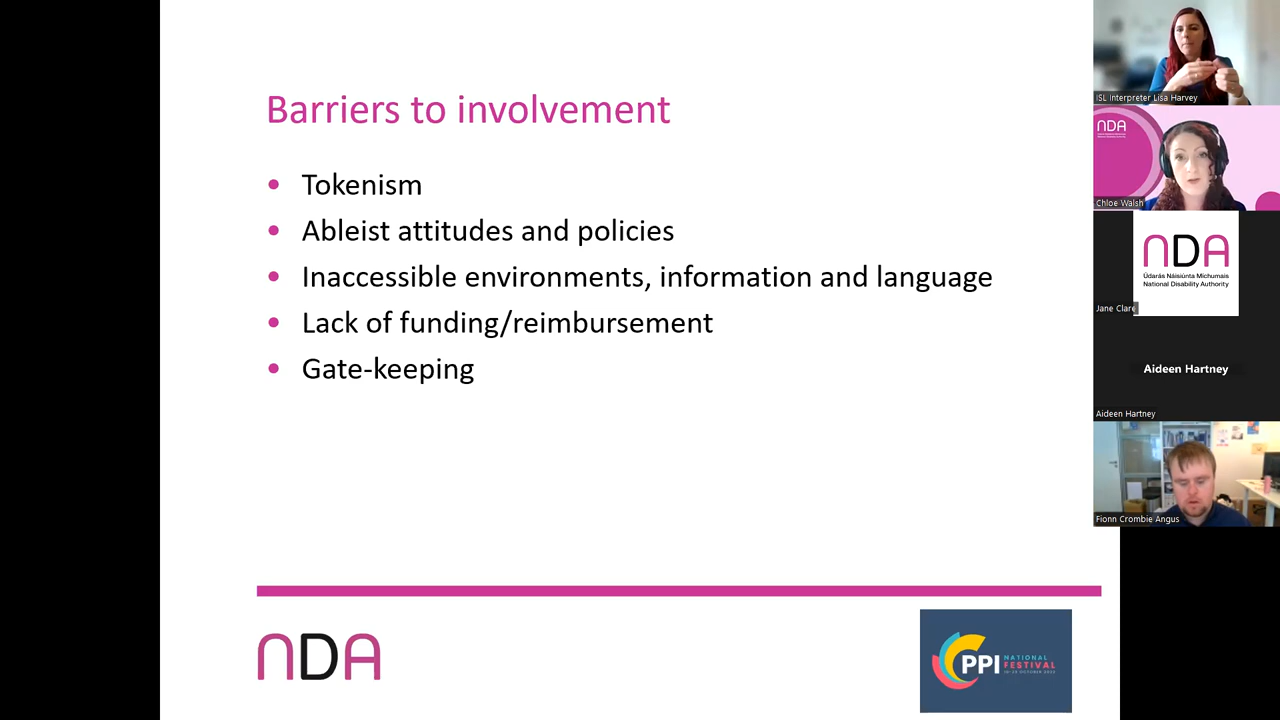 Barriers to involvement
• Tokenism
• Ableist attitudes and policies
• Inaccessible environments, information and language
• Lack of funding/reimbursement
• Gate-keeping
NDA
PPI
NATIONAL
FESTIVAL
ISL Interpreter Lisa Harvey
NDA
Chloe Walsh
NDA
Údarás Náisiúnta Míchumais
National Disability Authority
Jane Clare
Aideen Hartney
Aideen Hartney
Fionn Crombie Angus